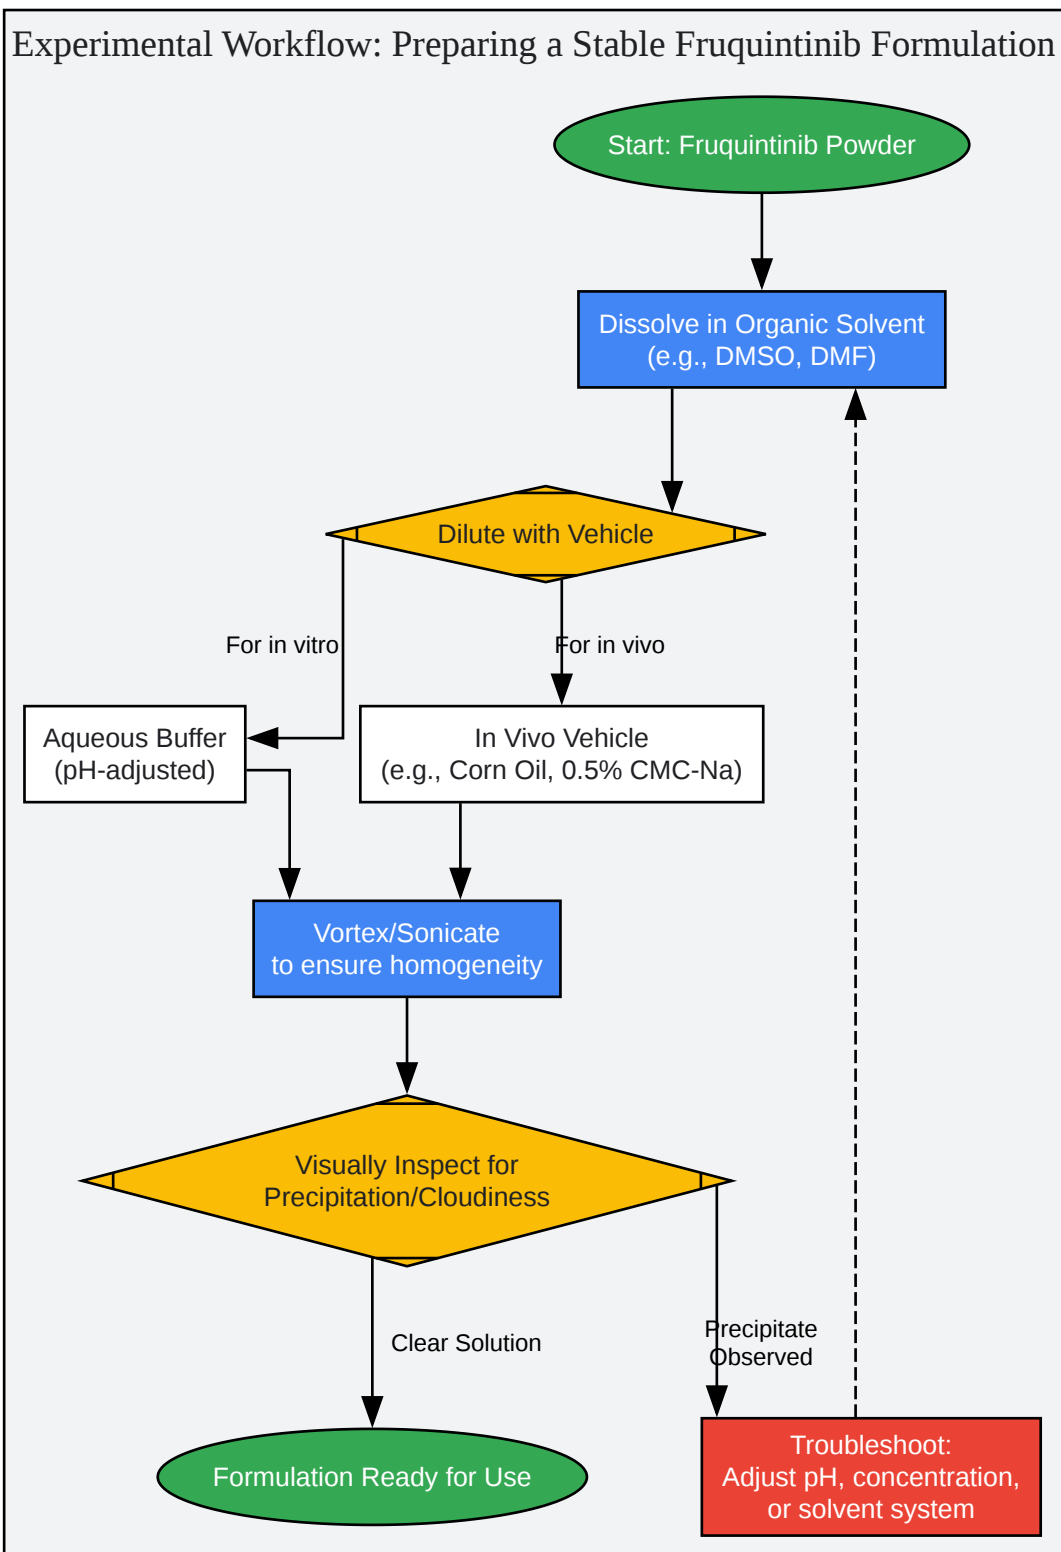 Experimental Workflow: Preparing a Stable Fruquintinib Formulation
Start: Fruquintinib Powder
Dissolve in Organic Solvent
(e.g., DMSO, DMF)
Dilute with Vehicle
For in vitro
For in vivo
Aqueous Buffer
(pH-adjusted)
In Vivo Vehicle
(e.g., Corn Oil, 0.5% CMC-Na)
Vortex/Sonicate
to ensure homogeneity
Visually Inspect for
Precipitation/Cloudiness
Clear Solution
Precipitate
Observed
Formulation Ready for Use
Troubleshoot:
Adjust pH, concentration,
or solvent system